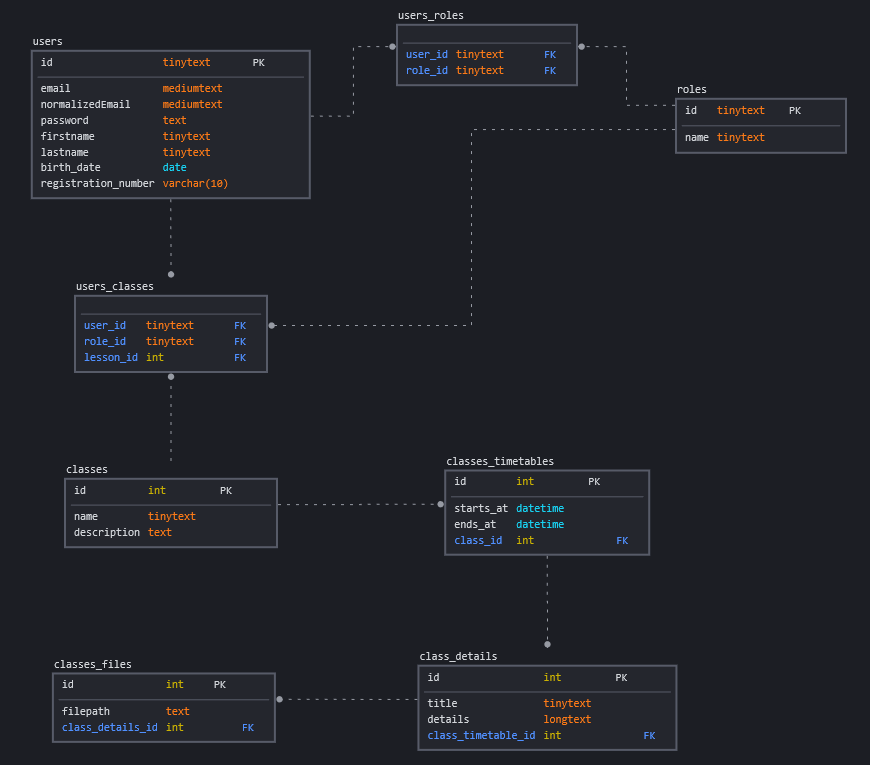 users_roles
user_id tinytext FK
role_id tinytext FK
users
id tinytext PK
email mediumtext
normalizedEmail mediumtext
password text
firstname tinytext
lastname tinytext
birth_date date
registration_number varchar(10)
roles
id tinytext PK
name tinytext
users_classes
user_id tinytext FK
role_id tinytext FK
lesson_id int FK
classes
id int PK
name tinytext
description text
classes_timetables
id int PK
starts_at datetime
ends_at datetime
class_id int FK
classes_files
id int PK
filepath text
class_details_id int FK
class_details
id int PK
title tinytext
details longtext
class_timetable_id int FK